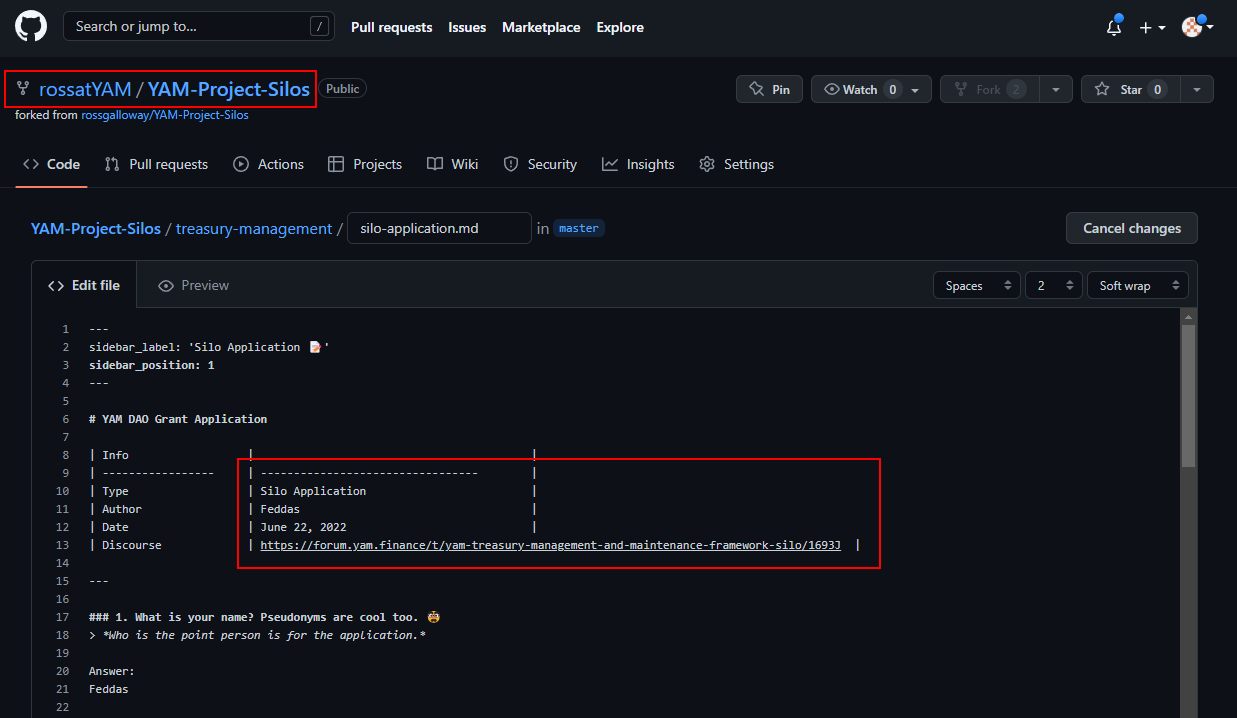 Search or jump to... /
Pull requests Issues Marketplace Explore
rossatYAM / YAM-Project-Silos Public
Pin Watch 0 Fork 2 Star 0
forked from rossgalloway/YAM-Project-Silos
Code Pull requests Actions Projects Wiki Security Insights Settings
YAM-Project-Silos / treasury-management / silo-application.md in master Cancel changes
Edit file Preview Spaces 2 Soft wrap
1 ---
2 sidebar_label: 'Silo Application 📝'
3 sidebar_position: 1
4 ---
5
6 # YAM DAO Grant Application
7
8 | Info | |
9 | ----------------- | --------------------------------- |
10 | Type | Silo Application |
11 | Author | Feddas |
12 | Date | June 22, 2022 |
13 | Discourse | https://forum.yam.finance/t/yam-treasury-management-and-maintenance-framework-silo/1693J |
14
15 ---
16
17 ### 1. What is your name? Pseudonyms are cool too. 🤠
18 > *Who is the point person is for the application.*
19
20 Answer:
21 Feddas
22